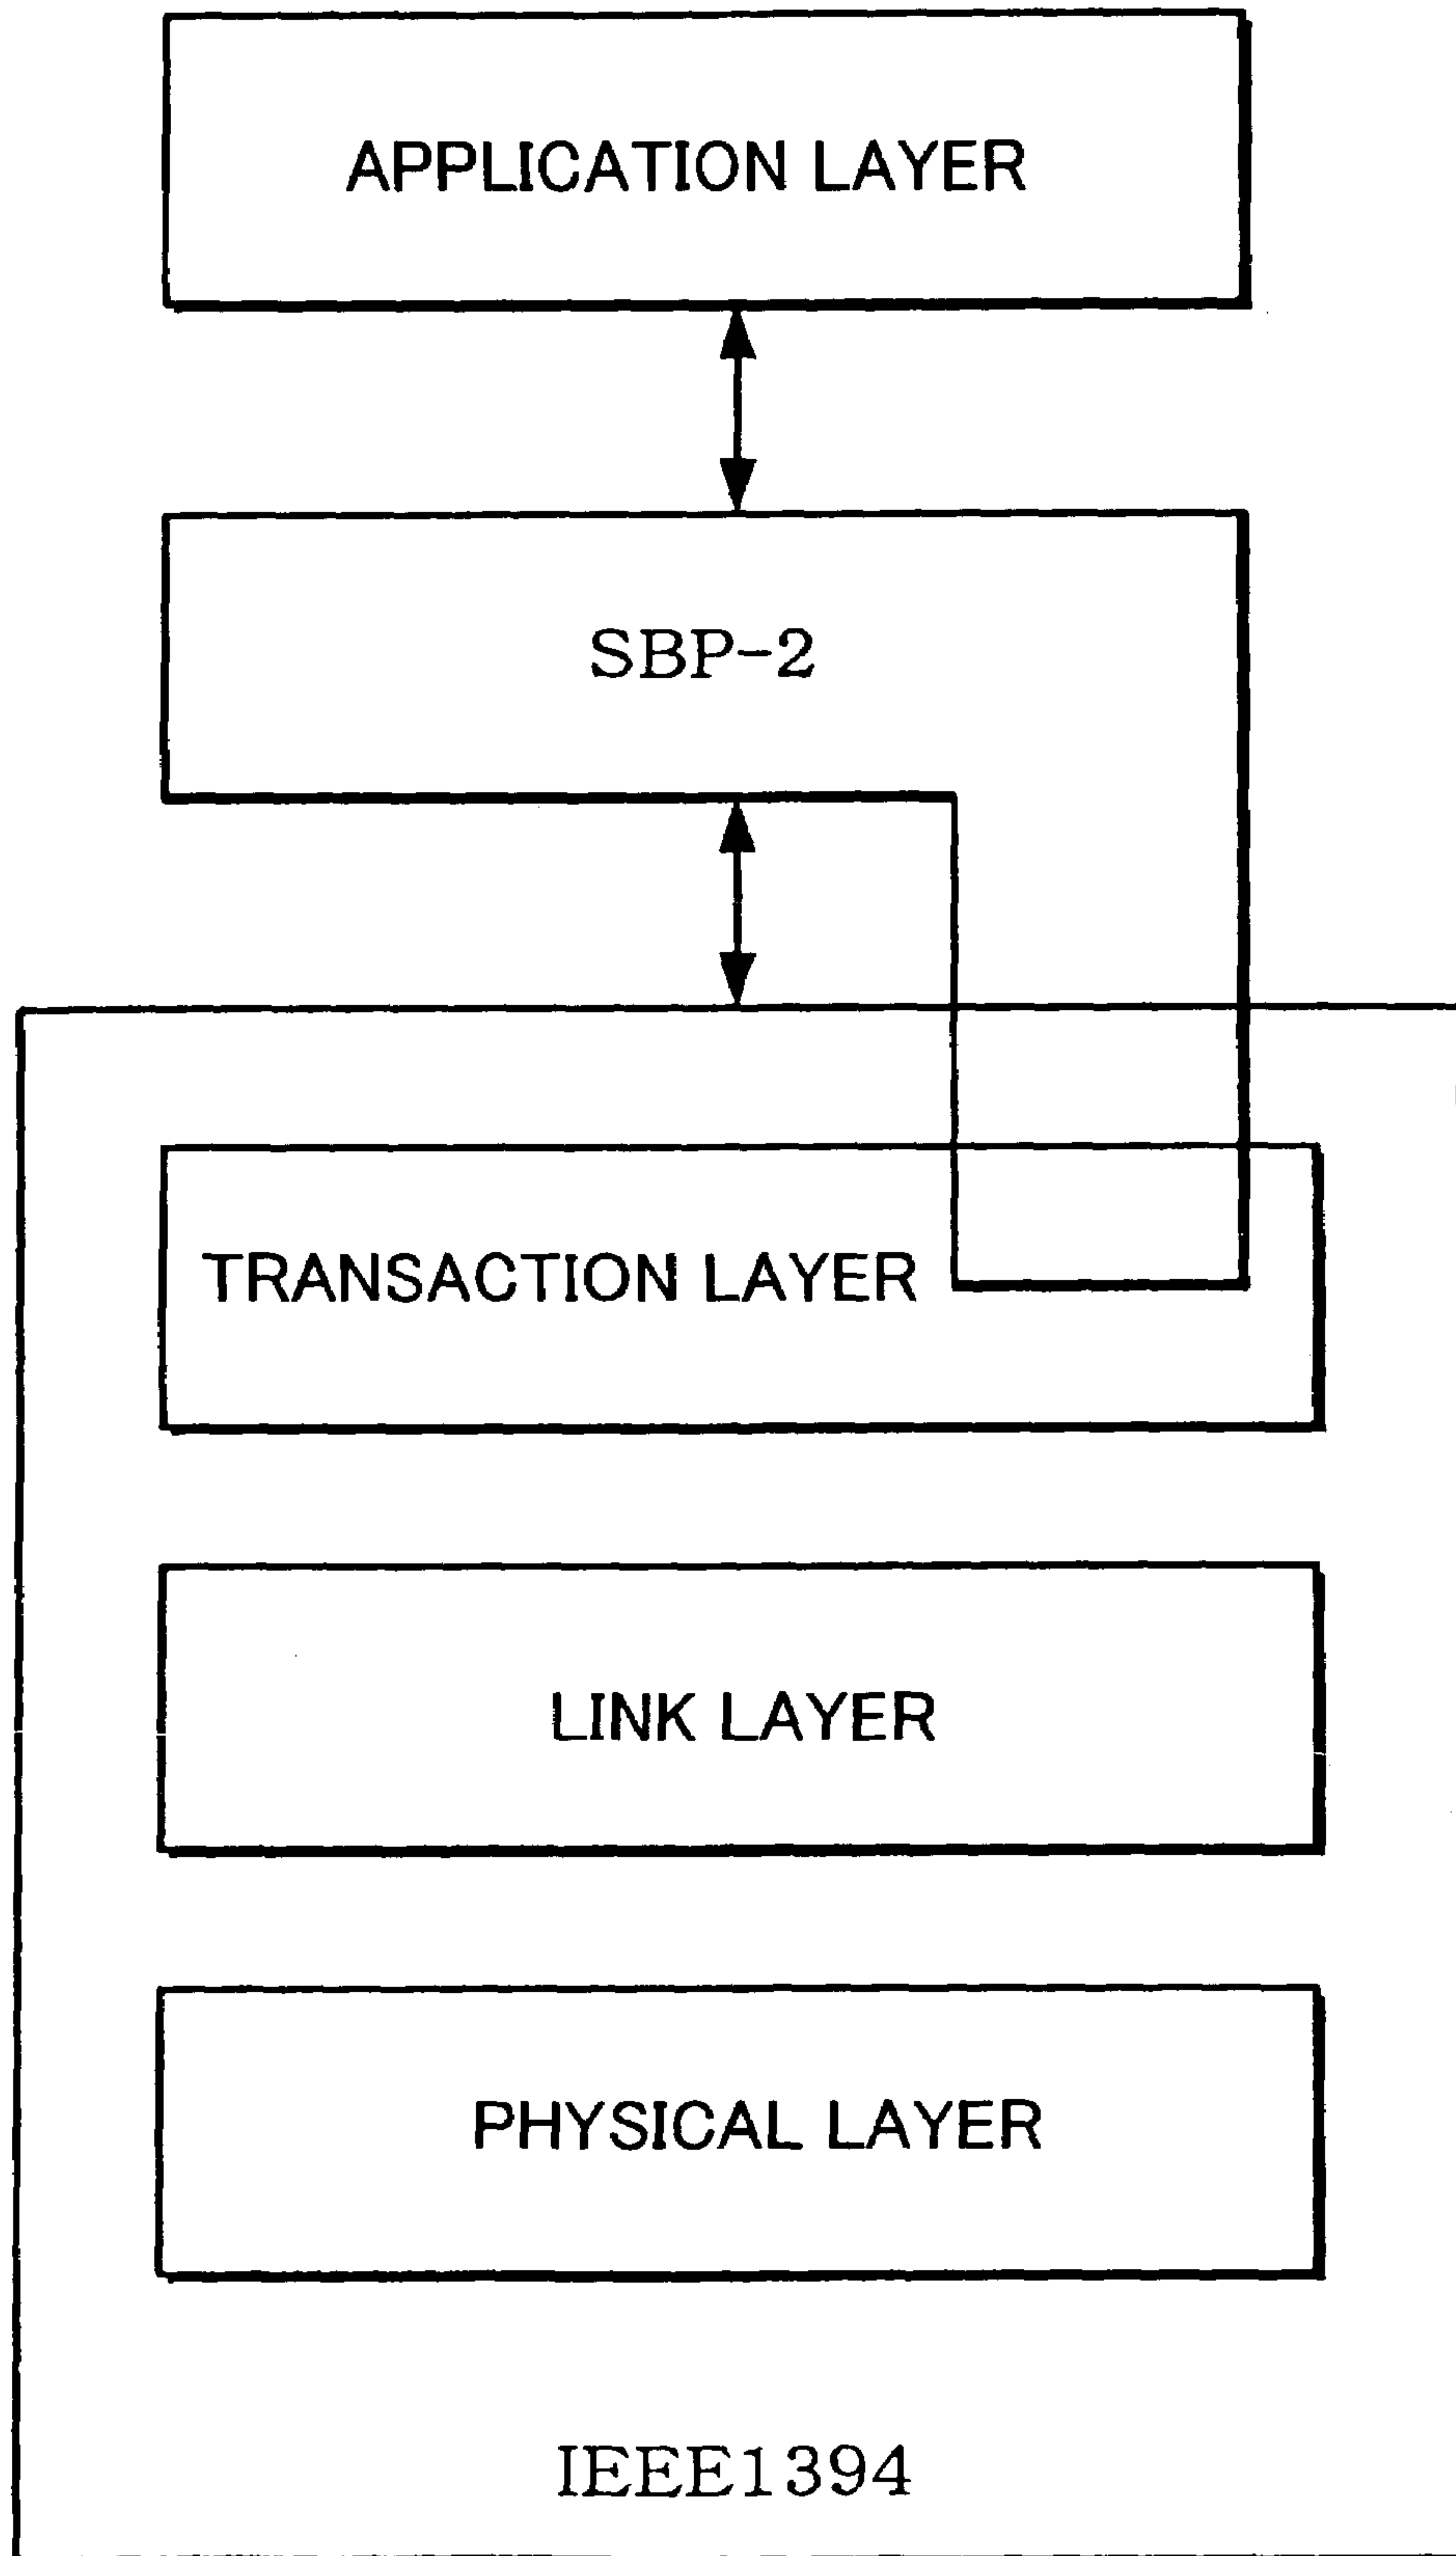 APPLICATION LAYER
SBP-2
TRANSACTION LAYER
LINK LAYER
PHYSICAL LAYER
IEEE1394